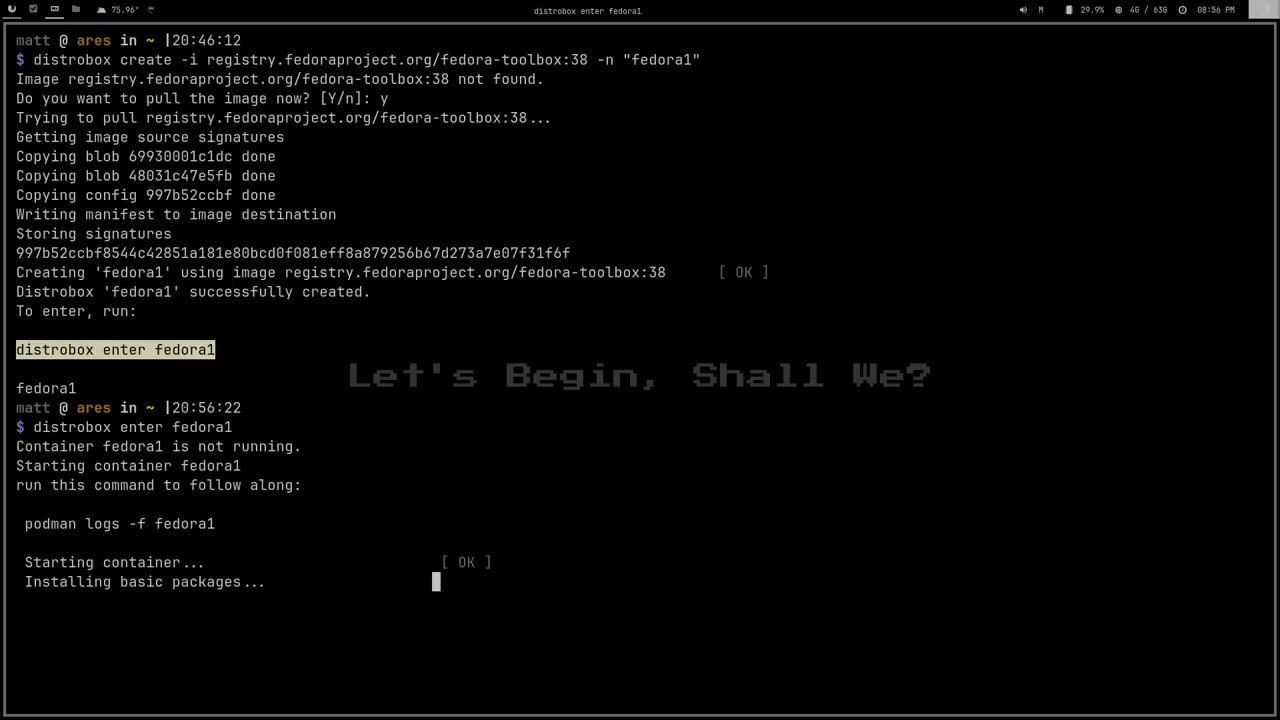 75.96°
distrobox enter fedora1
M
29.9%
4G / 63G
08:56 PM
matt @ ares in ~ |20:46:12
$ distrobox create -i registry.fedoraproject.org/fedora-toolbox:38 -n "fedora1"
Image registry.fedoraproject.org/fedora-toolbox:38 not found.
Do you want to pull the image now? [Y/n]: y
Trying to pull registry.fedoraproject.org/fedora-toolbox:38...
Getting image source signatures
Copying blob 69930001c1dc done
Copying blob 48031c47e5fb done
Copying config 997b52ccbf done
Writing manifest to image destination
Storing signatures
997b52ccbf8544c42851a181e80bcd0f081eff8a879256b67d273a7e07f31f6f
Creating 'fedora1' using image registry.fedoraproject.org/fedora-toolbox:38 [ OK ]
Distrobox 'fedora1' successfully created.
To enter, run:
distrobox enter fedora1
Let's Begin, Shall We?
fedora1
matt @ ares in ~ |20:56:22
$ distrobox enter fedora1
Container fedora1 is not running.
Starting container fedora1
run this command to follow along:
podman logs -f fedora1
Starting container... [ OK ]
Installing basic packages...